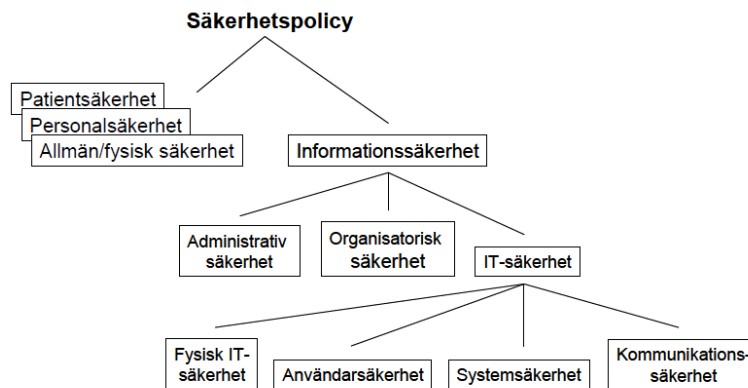 Säkerhetspolicy
Patientsäkerhet
Personalsäkerhet
Allmän/fysisk säkerhet
Informationssäkerhet
Administrativ
säkerhet
Organisatorisk
säkerhet
IT-säkerhet
Fysisk IT-
säkerhet
Användarsäkerhet
Systemsäkerhet
Kommunikations-
säkerhet